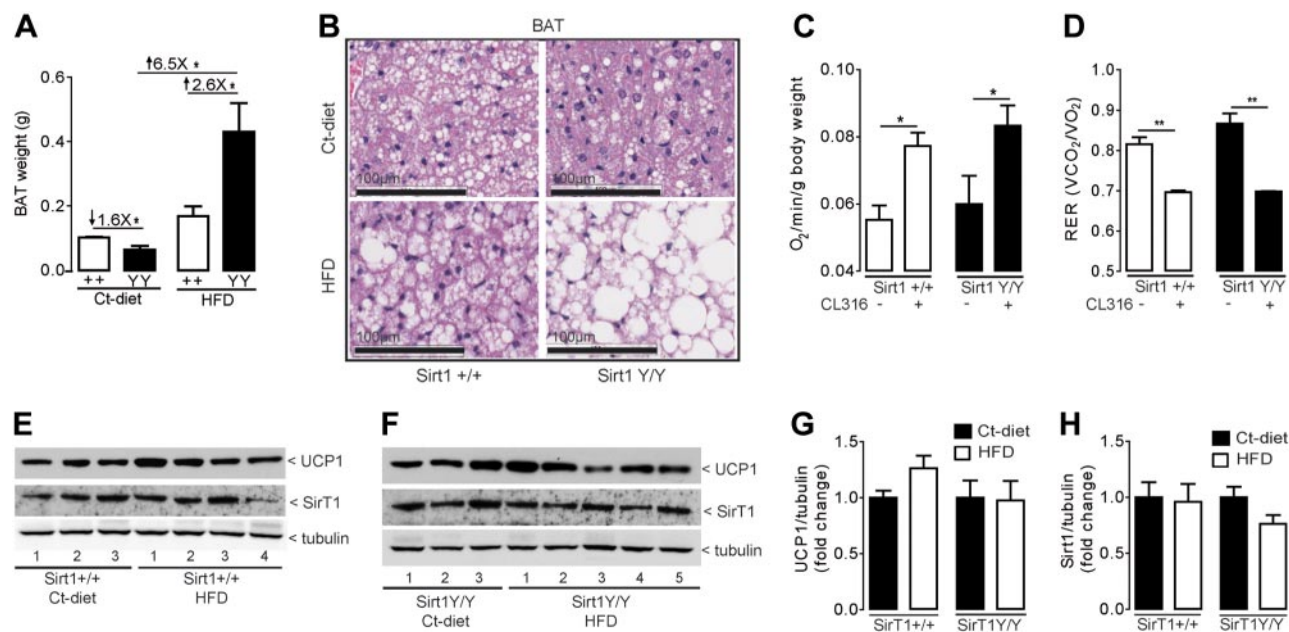 A
BAT weight (g)
0.6
0.4
0.2
0.0
↑6.5X *
↑2.6X *
↓1.6X *
++ YY ++ YY
Ct-diet HFD
B
BAT
Ct-diet
HFD
100µm
100µm
100µm
100µm
Sirt1 +/+ Sirt1 Y/Y
C
O2/min/g body weight
0.10
0.08
0.06
0.04
* *
Sirt1 +/+ Sirt1 Y/Y
CL316 - + - +
D
RER (VCO2/VO2)
1.0
0.9
0.8
0.7
0.6
0.5
** **
Sirt1 +/+ Sirt1 Y/Y
CL316 - + - +
E
< UCP1
< SirT1
< tubulin
1 2 3 1 2 3 4
Sirt1+/+ Sirt1+/+
Ct-diet HFD
F
< UCP1
< SirT1
< tubulin
1 2 3 1 2 3 4 5
Sirt1Y/Y Sirt1Y/Y
Ct-diet HFD
G
Ct-diet
HFD
UCP1/tubulin
(fold change)
1.5
1.0
0.5
0.0
SirT1+/+ SirT1Y/Y
H
Ct-diet
HFD
Sirt1/tubulin
(fold change)
1.5
1.0
0.5
0.0
SirT1+/+ SirT1Y/Y